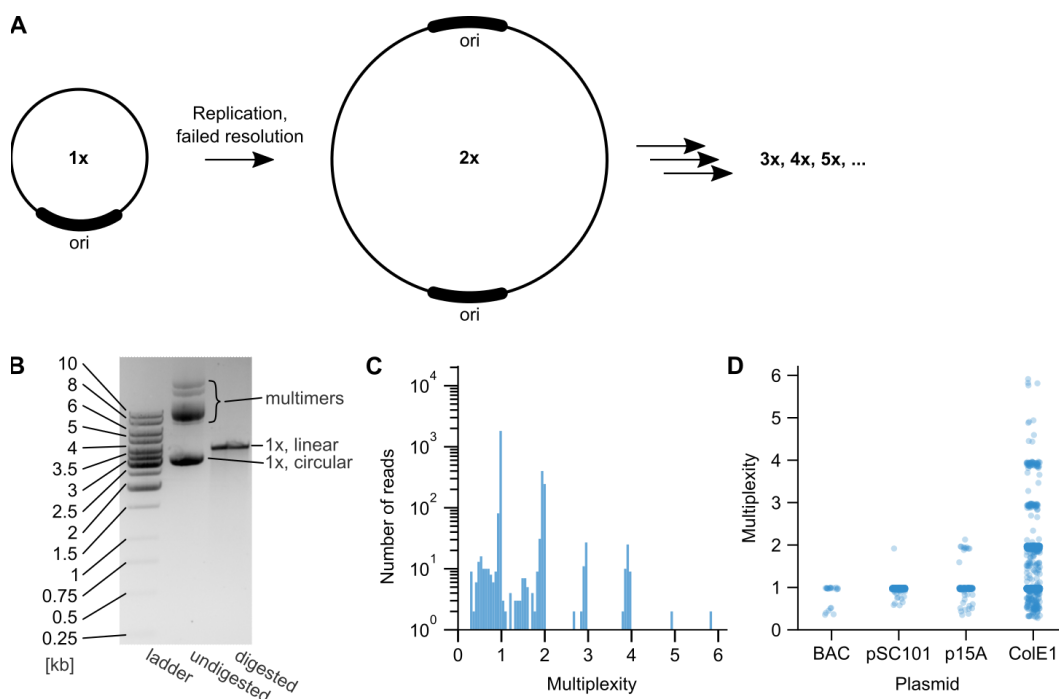 A
1x
ori
Replication,
failed resolution
ori
2x
ori
3x, 4x, 5x, ...
B
10
8
6
5
4
3.5
3
2.5
2
1.5
1
0.75
0.5
0.25
[kb]
multimers
1x, linear
1x, circular
ladder
undigested
digested
C
Number of reads
10^4
10^3
10^2
10^1
10^0
0 1 2 3 4 5 6
Multiplexity
D
Multiplexity
6
5
4
3
2
1
0
BAC pSC101 p15A ColE1
Plasmid